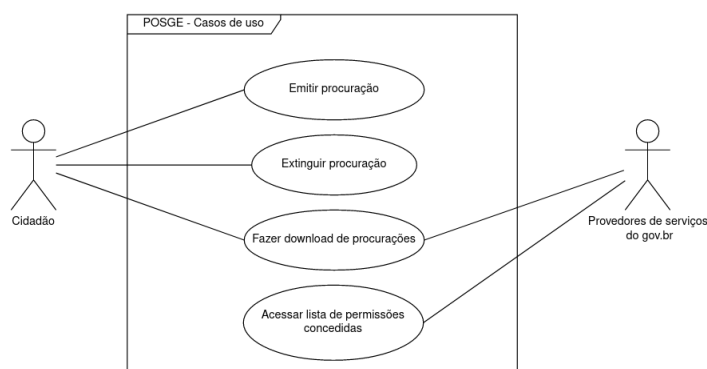 POSGE - Casos de uso
Emitir procuração
Extinguir procuração
Cidadão
Provedores de serviços
do gov.br
Fazer download de procurações
Acessar lista de permissões
concedidas